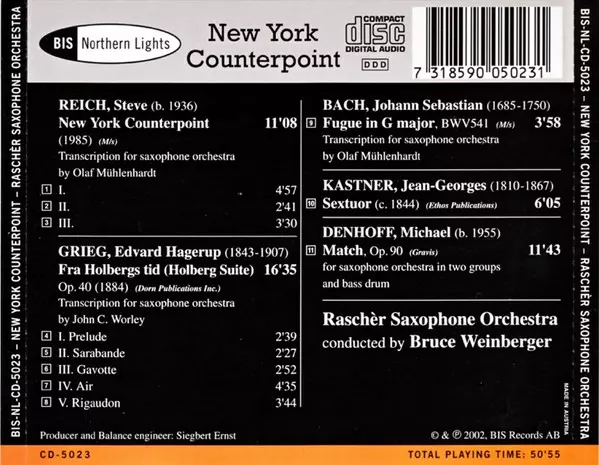 BIS Northern Lights
New York
Counterpoint
COMPACT
disc
DIGITAL AUDIO
DDD
7 318590 050231
REICH, Steve (b. 1936)
New York Counterpoint 11'08
(1985) (M/s)
Transcription for saxophone orchestra
by Olaf Mühlenhardt
1 I. 4'57
2 II. 2'41
3 III. 3'30
GRIEG, Edvard Hagerup (1843-1907)
Fra Holbergs tid (Holberg Suite) 16'35
Op. 40 (1884) (Dorn Publications Inc.)
Transcription for saxophone orchestra
by John C. Worley
4 I. Prelude 2'39
5 II. Sarabande 2'27
6 III. Gavotte 2'52
7 IV. Air 4'35
8 V. Rigaudon 3'44
Producer and Balance engineer: Siegbert Ernst
BACH, Johann Sebastian (1685-1750)
9 Fugue in G major, BWV541 (M/s) 3'58
Transcription for saxophone orchestra
by Olaf Mühlenhardt
KASTNER, Jean-Georges (1810-1867)
10 Sextuor (c. 1844) (Ethos Publications) 6'05
DENHOFF, Michael (b. 1955)
11 Match, Op. 90 (Gravis) 11'43
for saxophone orchestra in two groups
and bass drum
Raschèr Saxophone Orchestra
conducted by Bruce Weinberger
© & ℗ 2002, BIS Records AB
CD-5023
TOTAL PLAYING TIME: 50'55
BIS-NL-CD-5023 – NEW YORK COUNTERPOINT – RASCHÈR SAXOPHONE ORCHESTRA
BIS-NL-CD-5023 – NEW YORK COUNTERPOINT – RASCHÈR SAXOPHONE ORCHESTRA
MADE IN AUSTRIA